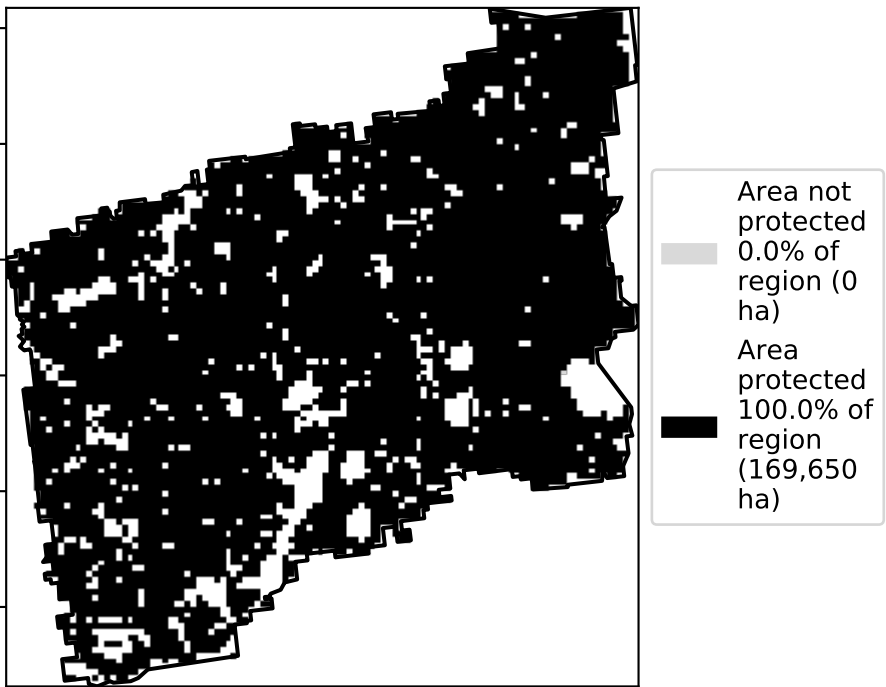 Area not
protected
0.0% of
region (0
ha)
Area
protected
100.0% of
region
(169,650
ha)